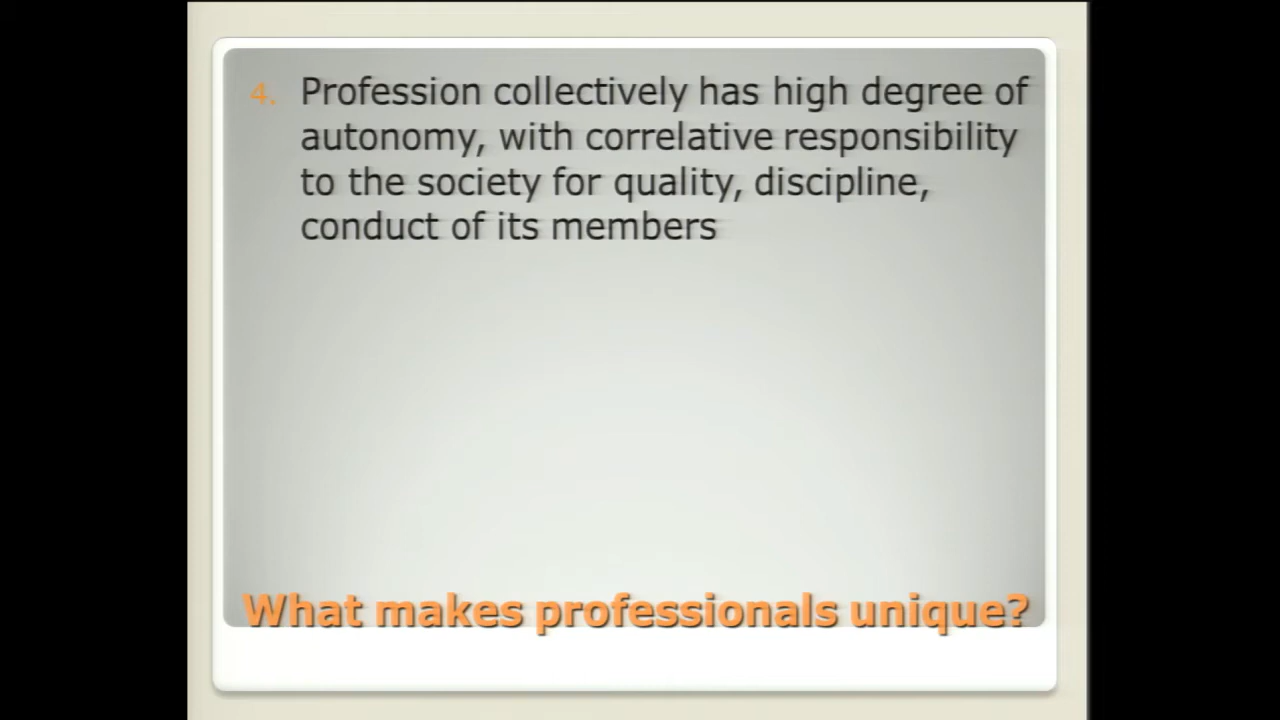 4. Profession collectively has high degree of
autonomy, with correlative responsibility
to the society for quality, discipline,
conduct of its members
What makes professionals unique?